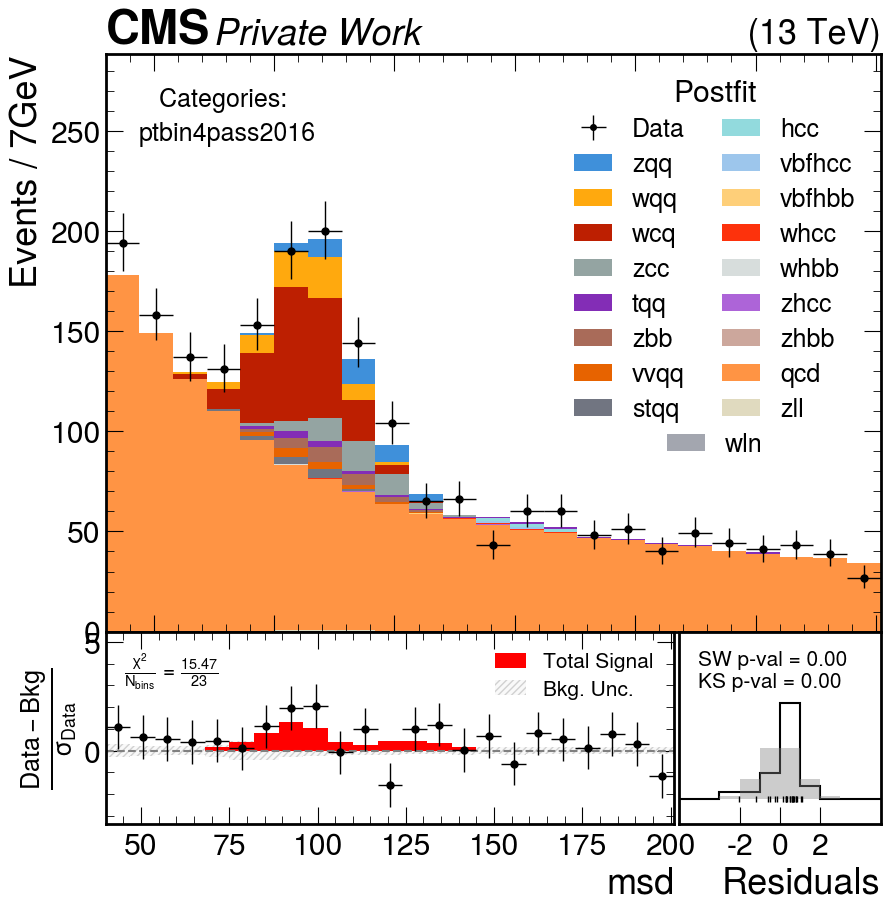 CMS Private Work (13 TeV)
Events / 7GeV
Categories:
ptbin4pass2016
Postfit
Data
zqq
wqq
wcq
zcc
tqq
zbb
vvqq
stqq
hcc
vbfhcc
vbfhbb
whcc
whbb
zhcc
zhbb
qcd
zll
wln
250
200
150
100
50
0
5
0
Data – Bkg
σData
χ²
Nbins
= 15.47
23
Total Signal
Bkg. Unc.
SW p-val = 0.00
KS p-val = 0.00
50 75 100 125 150 175 200
-2 0 2
msd
Residuals